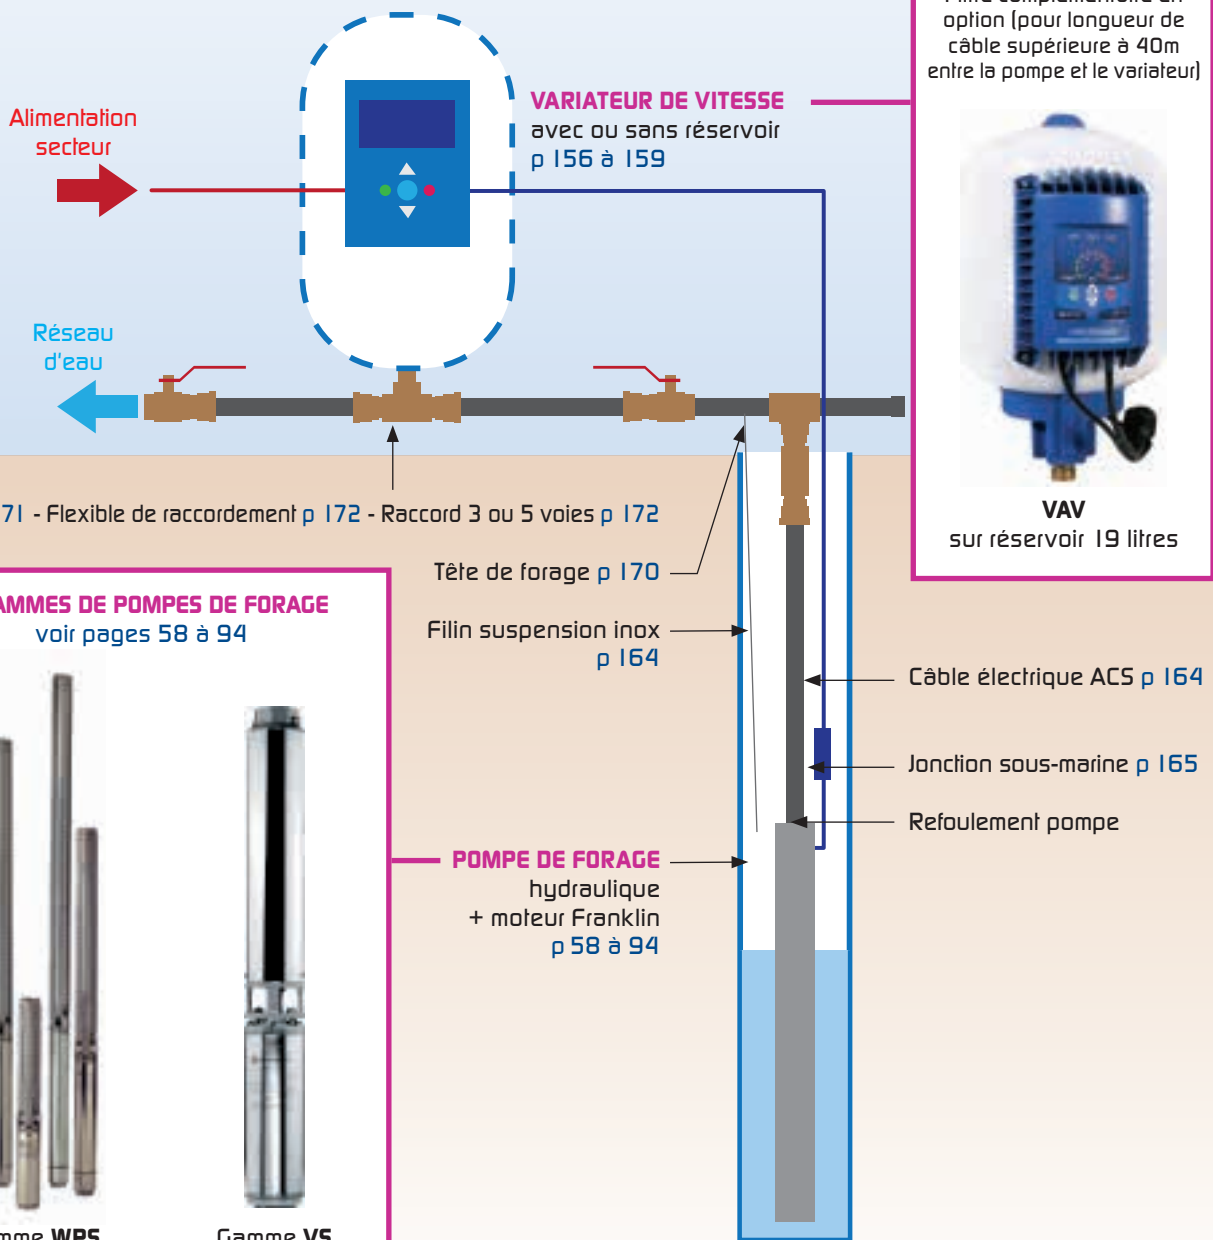 option (pour longueur de
câble supérieure à 40m
entre la pompe et le variateur)
Alimentation
secteur
VARIATEUR DE VITESSE
avec ou sans réservoir
p 156 à 159
Réseau
d'eau
VAV
sur réservoir 19 litres
71 - Flexible de raccordement p 172 - Raccord 3 ou 5 voies p 172
Tête de forage p 170
Filin suspension inox
p 164
AMMES DE POMPES DE FORAGE
voir pages 58 à 94
Câble électrique ACS p 164
Jonction sous-marine p 165
Refoulement pompe
POMPE DE FORAGE
hydraulique
+ moteur Franklin
p 58 à 94
mme WPS
Gamme VS